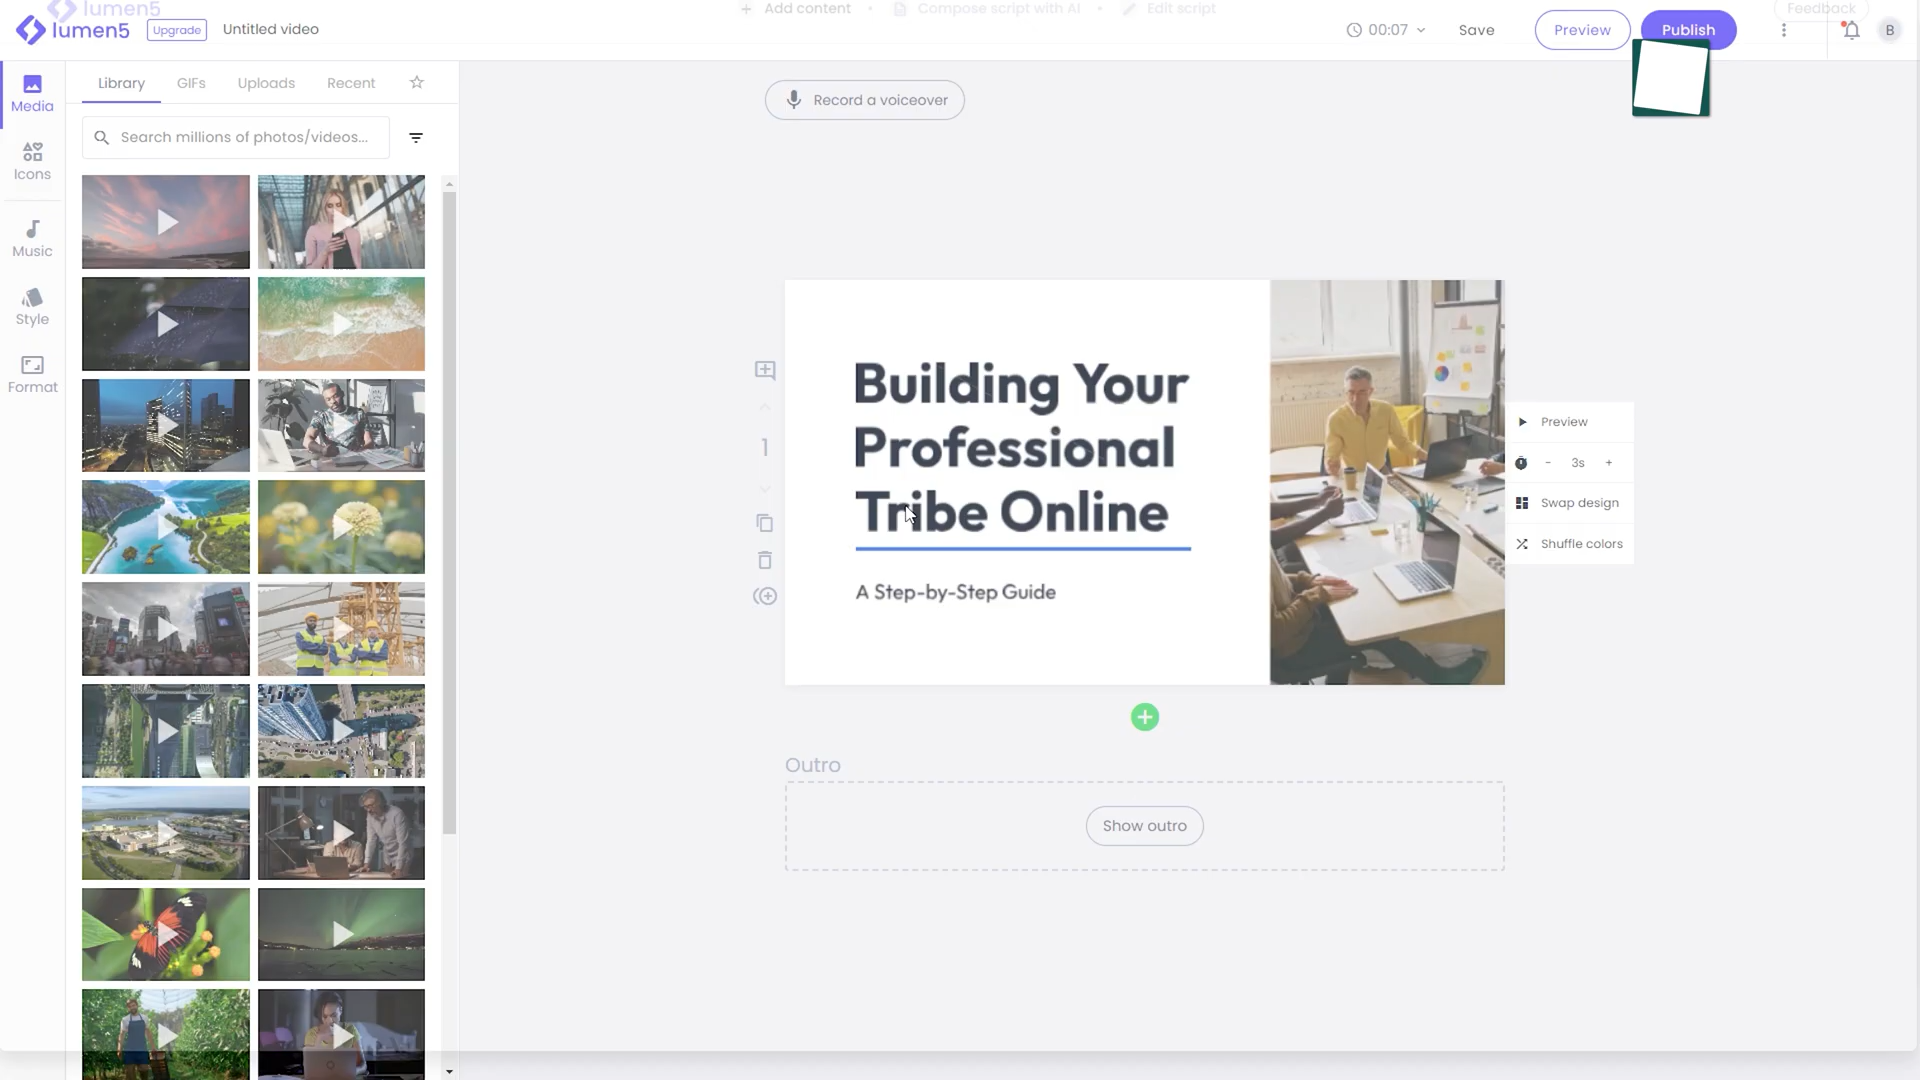 lumen5
Add content • Compose script with AI • Edit script
Feedback
lumen5 Upgrade Untitled video 00:07 Save Preview Publish B
Media
Icons
Music
Style
Format
Library GIFs Uploads Recent
Search millions of photos/videos...
Record a voiceover
1
Building Your
Professional
Tribe Online
A Step-by-Step Guide
Preview
- 3s +
Swap design
Shuffle colors
Outro
Show outro